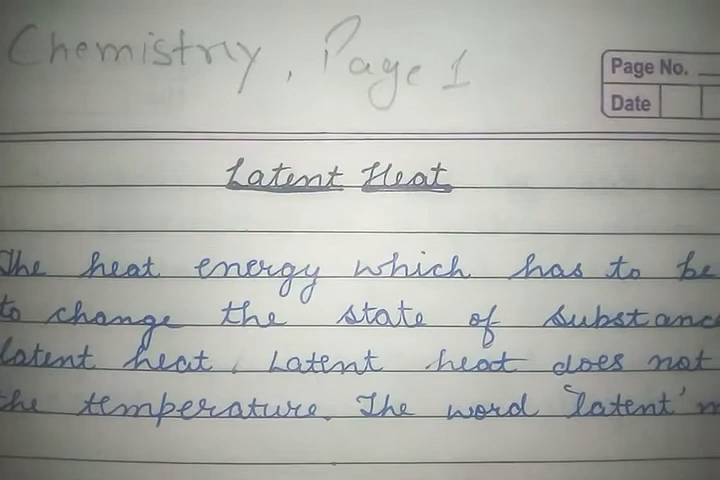 Chemistry, Page 1
Page No.
Date
Latent Heat
The heat energy which has to be
to change the state of substanc
latent heat. Latent heat does not
the temperature. The word 'latent' m